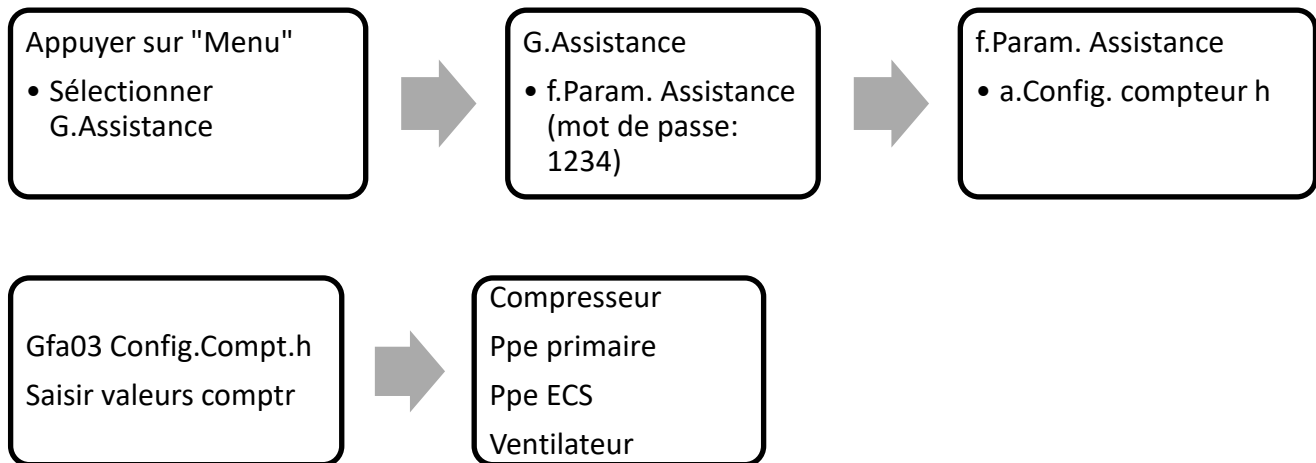 Appuyer sur "Menu"
• Sélectionner
G.Assistance
G.Assistance
• f.Param. Assistance
(mot de passe:
1234)
f.Param. Assistance
• a.Config. compteur h
Gfa03 Config.Compt.h
Saisir valeurs comptr
Compresseur
Ppe primaire
Ppe ECS
Ventilateur